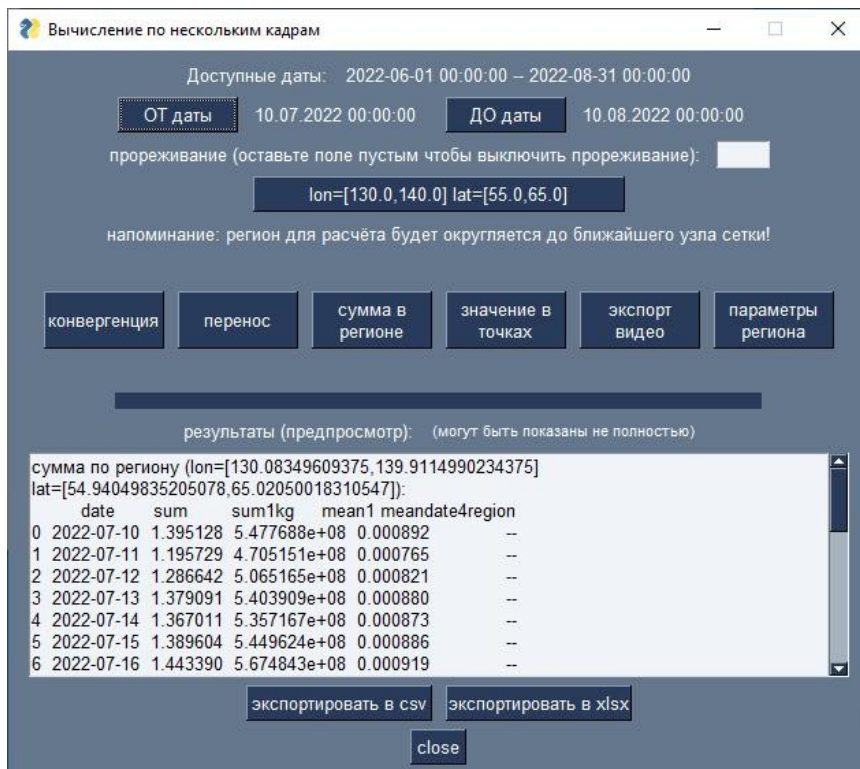 Вычисление по нескольким кадрам
Доступные даты: 2022-06-01 00:00:00 -- 2022-08-31 00:00:00
ОТ даты 10.07.2022 00:00:00 ДО даты 10.08.2022 00:00:00
прореживание (оставьте поле пустым чтобы выключить прореживание):
lon=[130.0,140.0] lat=[55.0,65.0]
напоминание: регион для расчёта будет округляется до ближайшего узла сетки!
конвергенция
перенос
сумма в
регионе
значение в
точках
экспорт
видео
параметры
региона
результаты (предпросмотр): (могут быть показаны не полностью)
сумма по региону (lon=[130.08349609375,139.9114990234375]
lat=[54.94049835205078,65.02050018310547]):
date sum sum1kg mean1 meandate4region
0 2022-07-10 1.395128 5.477688e+08 0.000892 --
1 2022-07-11 1.195729 4.705151e+08 0.000765 --
2 2022-07-12 1.286642 5.065165e+08 0.000821 --
3 2022-07-13 1.379091 5.403909e+08 0.000880 --
4 2022-07-14 1.367011 5.357167e+08 0.000873 --
5 2022-07-15 1.389604 5.449624e+08 0.000886 --
6 2022-07-16 1.443390 5.674843e+08 0.000919 --
экспортировать в csv экспортировать в xlsx
close